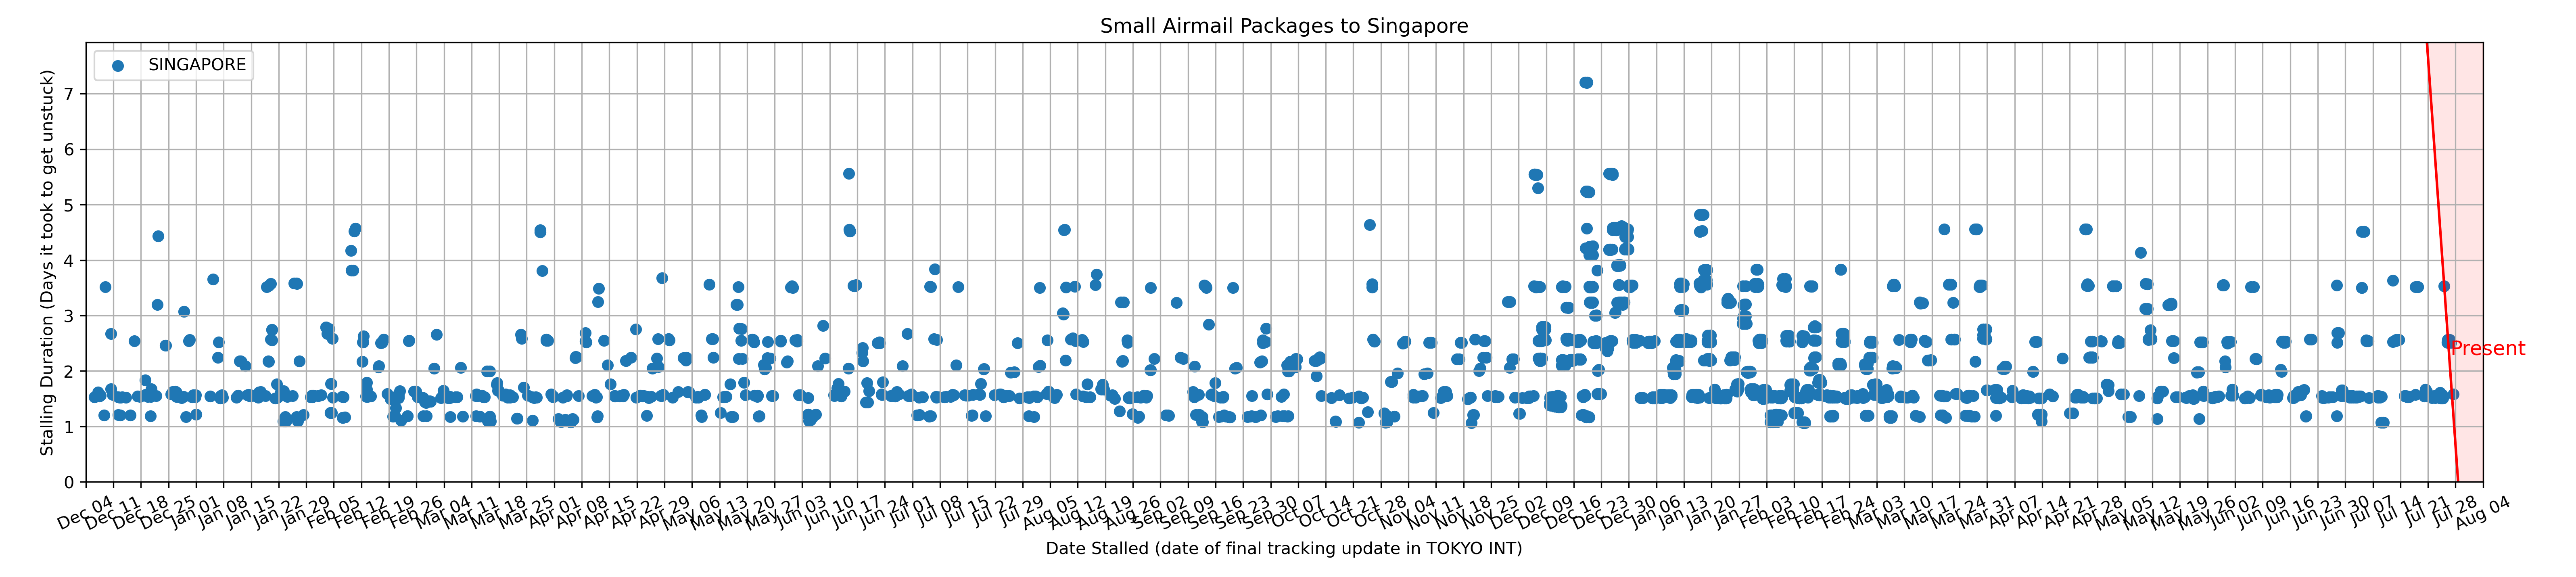 Small Airmail Packages to Singapore
SINGAPORE
Stalling Duration (Days it took to get unstuck)
7
6
5
4
3
2
1
0
Present
Dec 04
Dec 11
Dec 18
Dec 25
Jan 01
Jan 08
Jan 15
Jan 22
Jan 29
Feb 05
Feb 12
Feb 19
Feb 26
Mar 04
Mar 11
Mar 18
Mar 25
Apr 01
Apr 08
Apr 15
Apr 22
Apr 29
May 06
May 13
May 20
May 27
Jun 03
Jun 10
Jun 17
Jun 24
Jul 01
Jul 08
Jul 15
Jul 22
Jul 29
Aug 05
Aug 12
Aug 19
Aug 26
Sep 02
Sep 09
Sep 16
Sep 23
Sep 30
Oct 07
Oct 14
Oct 21
Oct 28
Nov 04
Nov 11
Nov 18
Nov 25
Dec 02
Dec 09
Dec 16
Dec 23
Dec 30
Jan 06
Jan 13
Jan 20
Jan 27
Feb 03
Feb 10
Feb 17
Feb 24
Mar 03
Mar 10
Mar 17
Mar 24
Mar 31
Apr 07
Apr 14
Apr 21
Apr 28
May 05
May 12
May 19
May 26
Jun 02
Jun 09
Jun 16
Jun 23
Jun 30
Jul 07
Jul 14
Jul 21
Jul 28
Aug 04
Date Stalled (date of final tracking update in TOKYO INT)